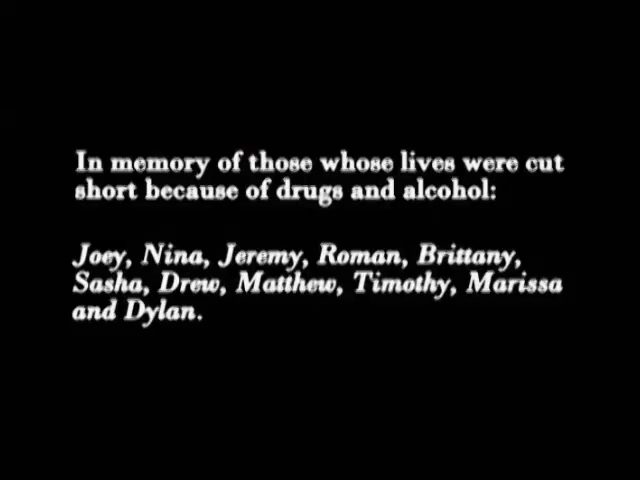 In memory of those whose lives were cut
short because of drugs and alcohol:
Joey, Nina, Jeremy, Roman, Brittany,
Sasha, Drew, Matthew, Timothy, Marissa
and Dylan.